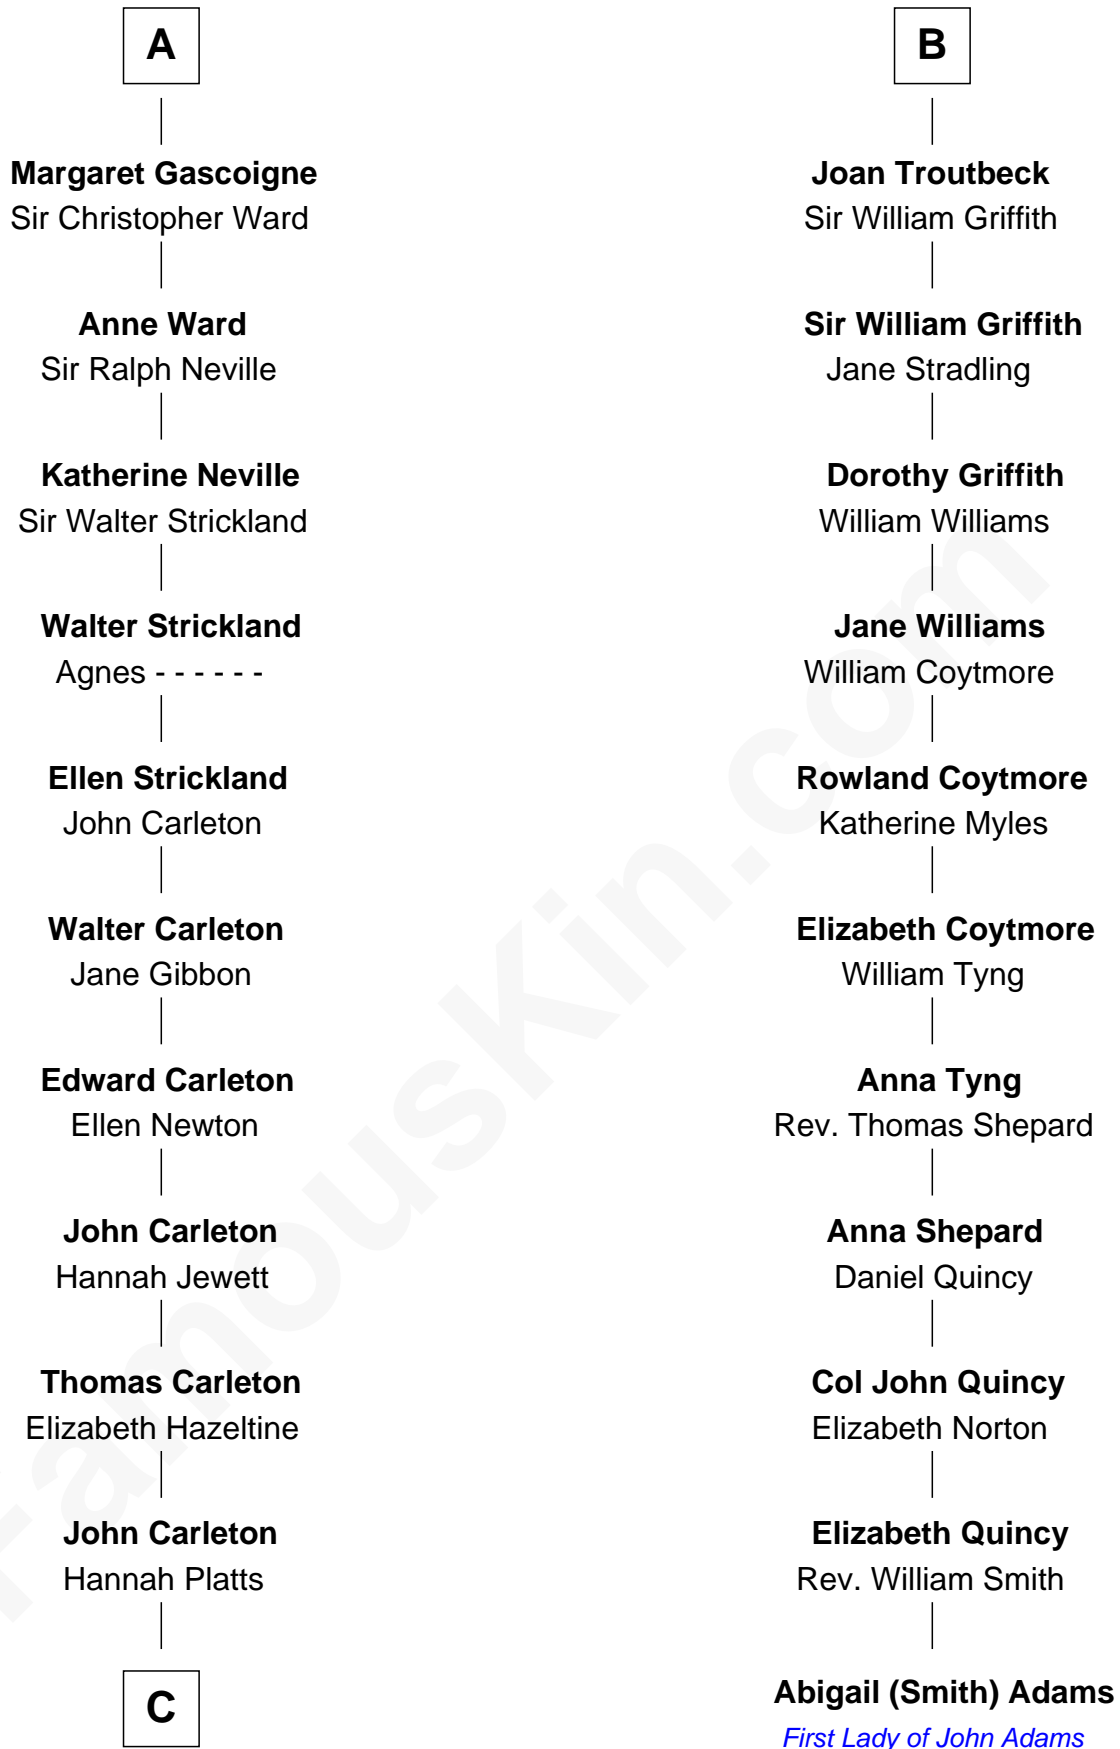 A
Margaret Gascoigne
Sir Christopher Ward
Anne Ward
Sir Ralph Neville
Katherine Neville
Sir Walter Strickland
Walter Strickland
Agnes - - - - - -
Ellen Strickland
John Carleton
Walter Carleton
Jane Gibbon
Edward Carleton
Ellen Newton
John Carleton
Hannah Jewett
Thomas Carleton
Elizabeth Hazeltine
John Carleton
Hannah Platts
C
B
Joan Troutbeck
Sir William Griffith
Sir William Griffith
Jane Stradling
Dorothy Griffith
William Williams
Jane Williams
William Coytmore
Rowland Coytmore
Katherine Myles
Elizabeth Coytmore
William Tyng
Anna Tyng
Rev. Thomas Shepard
Anna Shepard
Daniel Quincy
Col John Quincy
Elizabeth Norton
Elizabeth Quincy
Rev. William Smith
Abigail (Smith) Adams
First Lady of John Adams
FamousKin.com